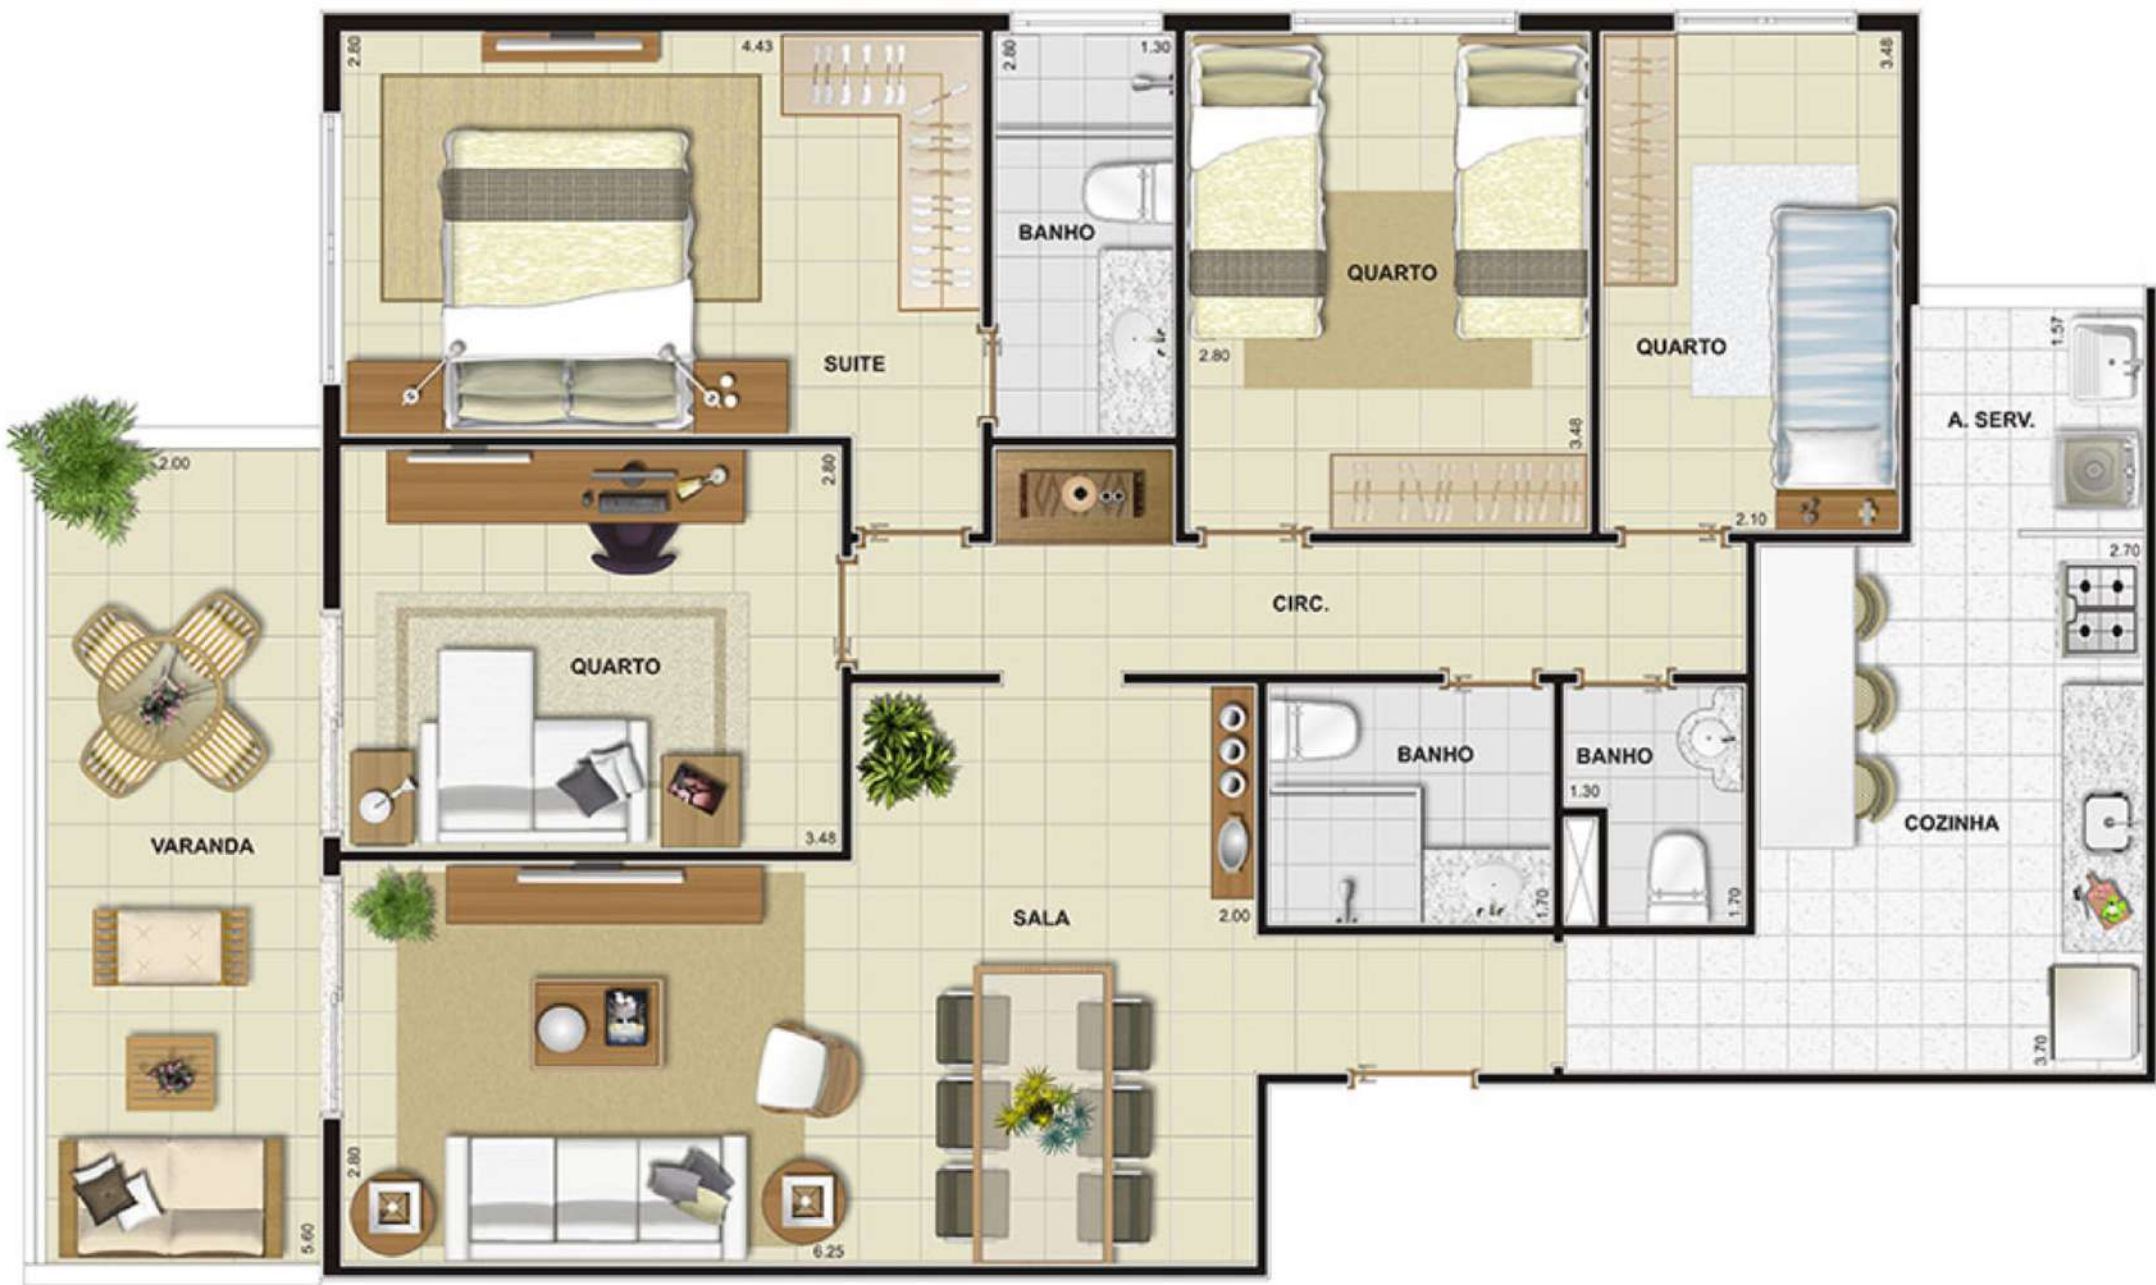 2.80
4.43
2.80
1.30
3.48
BANHO
QUARTO
1.57
SUITE
2.80
QUARTO
A. SERV.
3.48
2.00
2.80
2.10
2.70
CIRC.
QUARTO
BANHO
BANHO
1.30
VARANDA
3.48
COZINHA
SALA
2.00
1.70
1.70
3.70
2.80
5.60
6.25